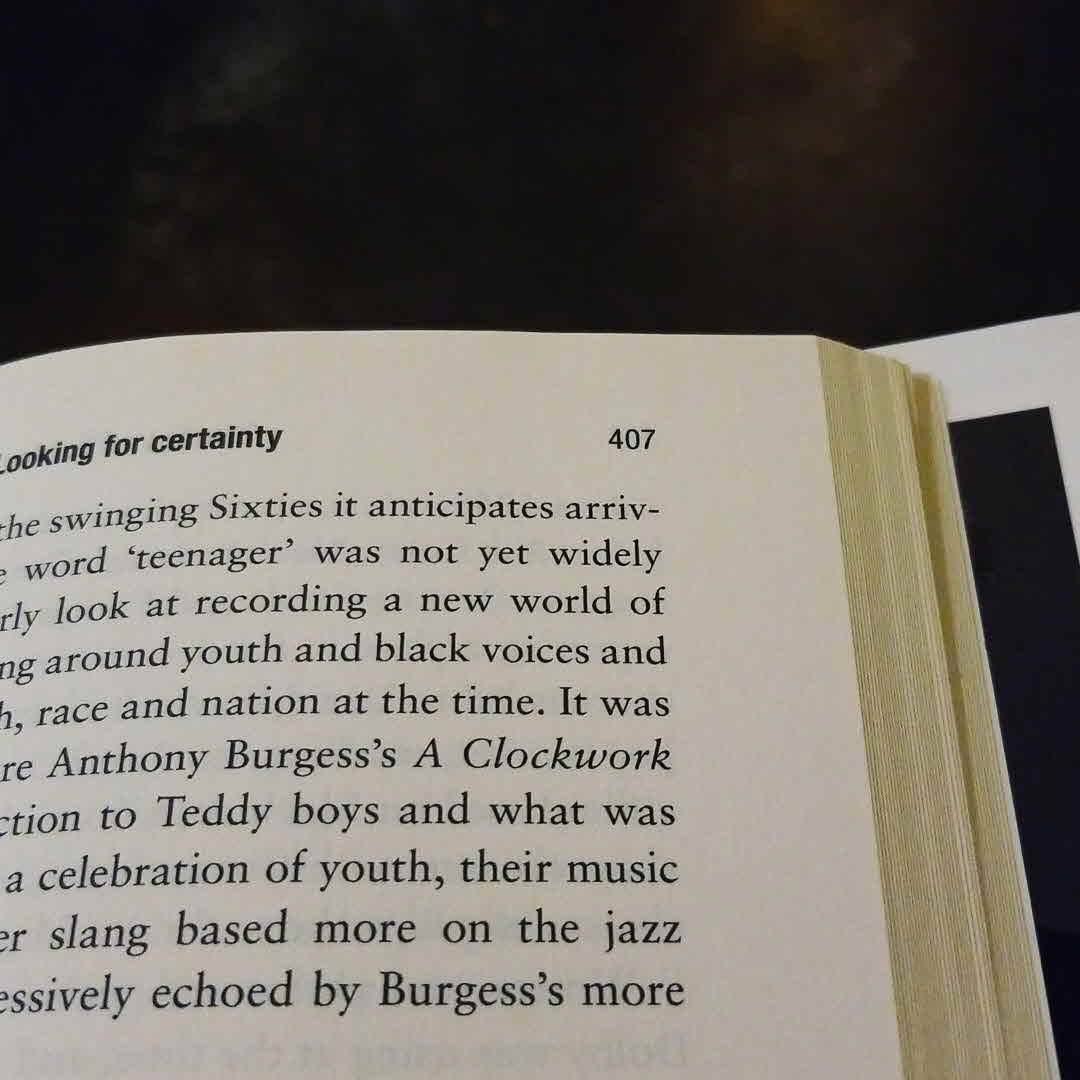 Looking for certainty 407
the swinging Sixties it anticipates arriv-
word ‘teenager’ was not yet widely
rly look at recording a new world of
ng around youth and black voices and
h, race and nation at the time. It was
re Anthony Burgess’s A Clockwork
ction to Teddy boys and what was
a celebration of youth, their music
er slang based more on the jazz
essively echoed by Burgess’s more